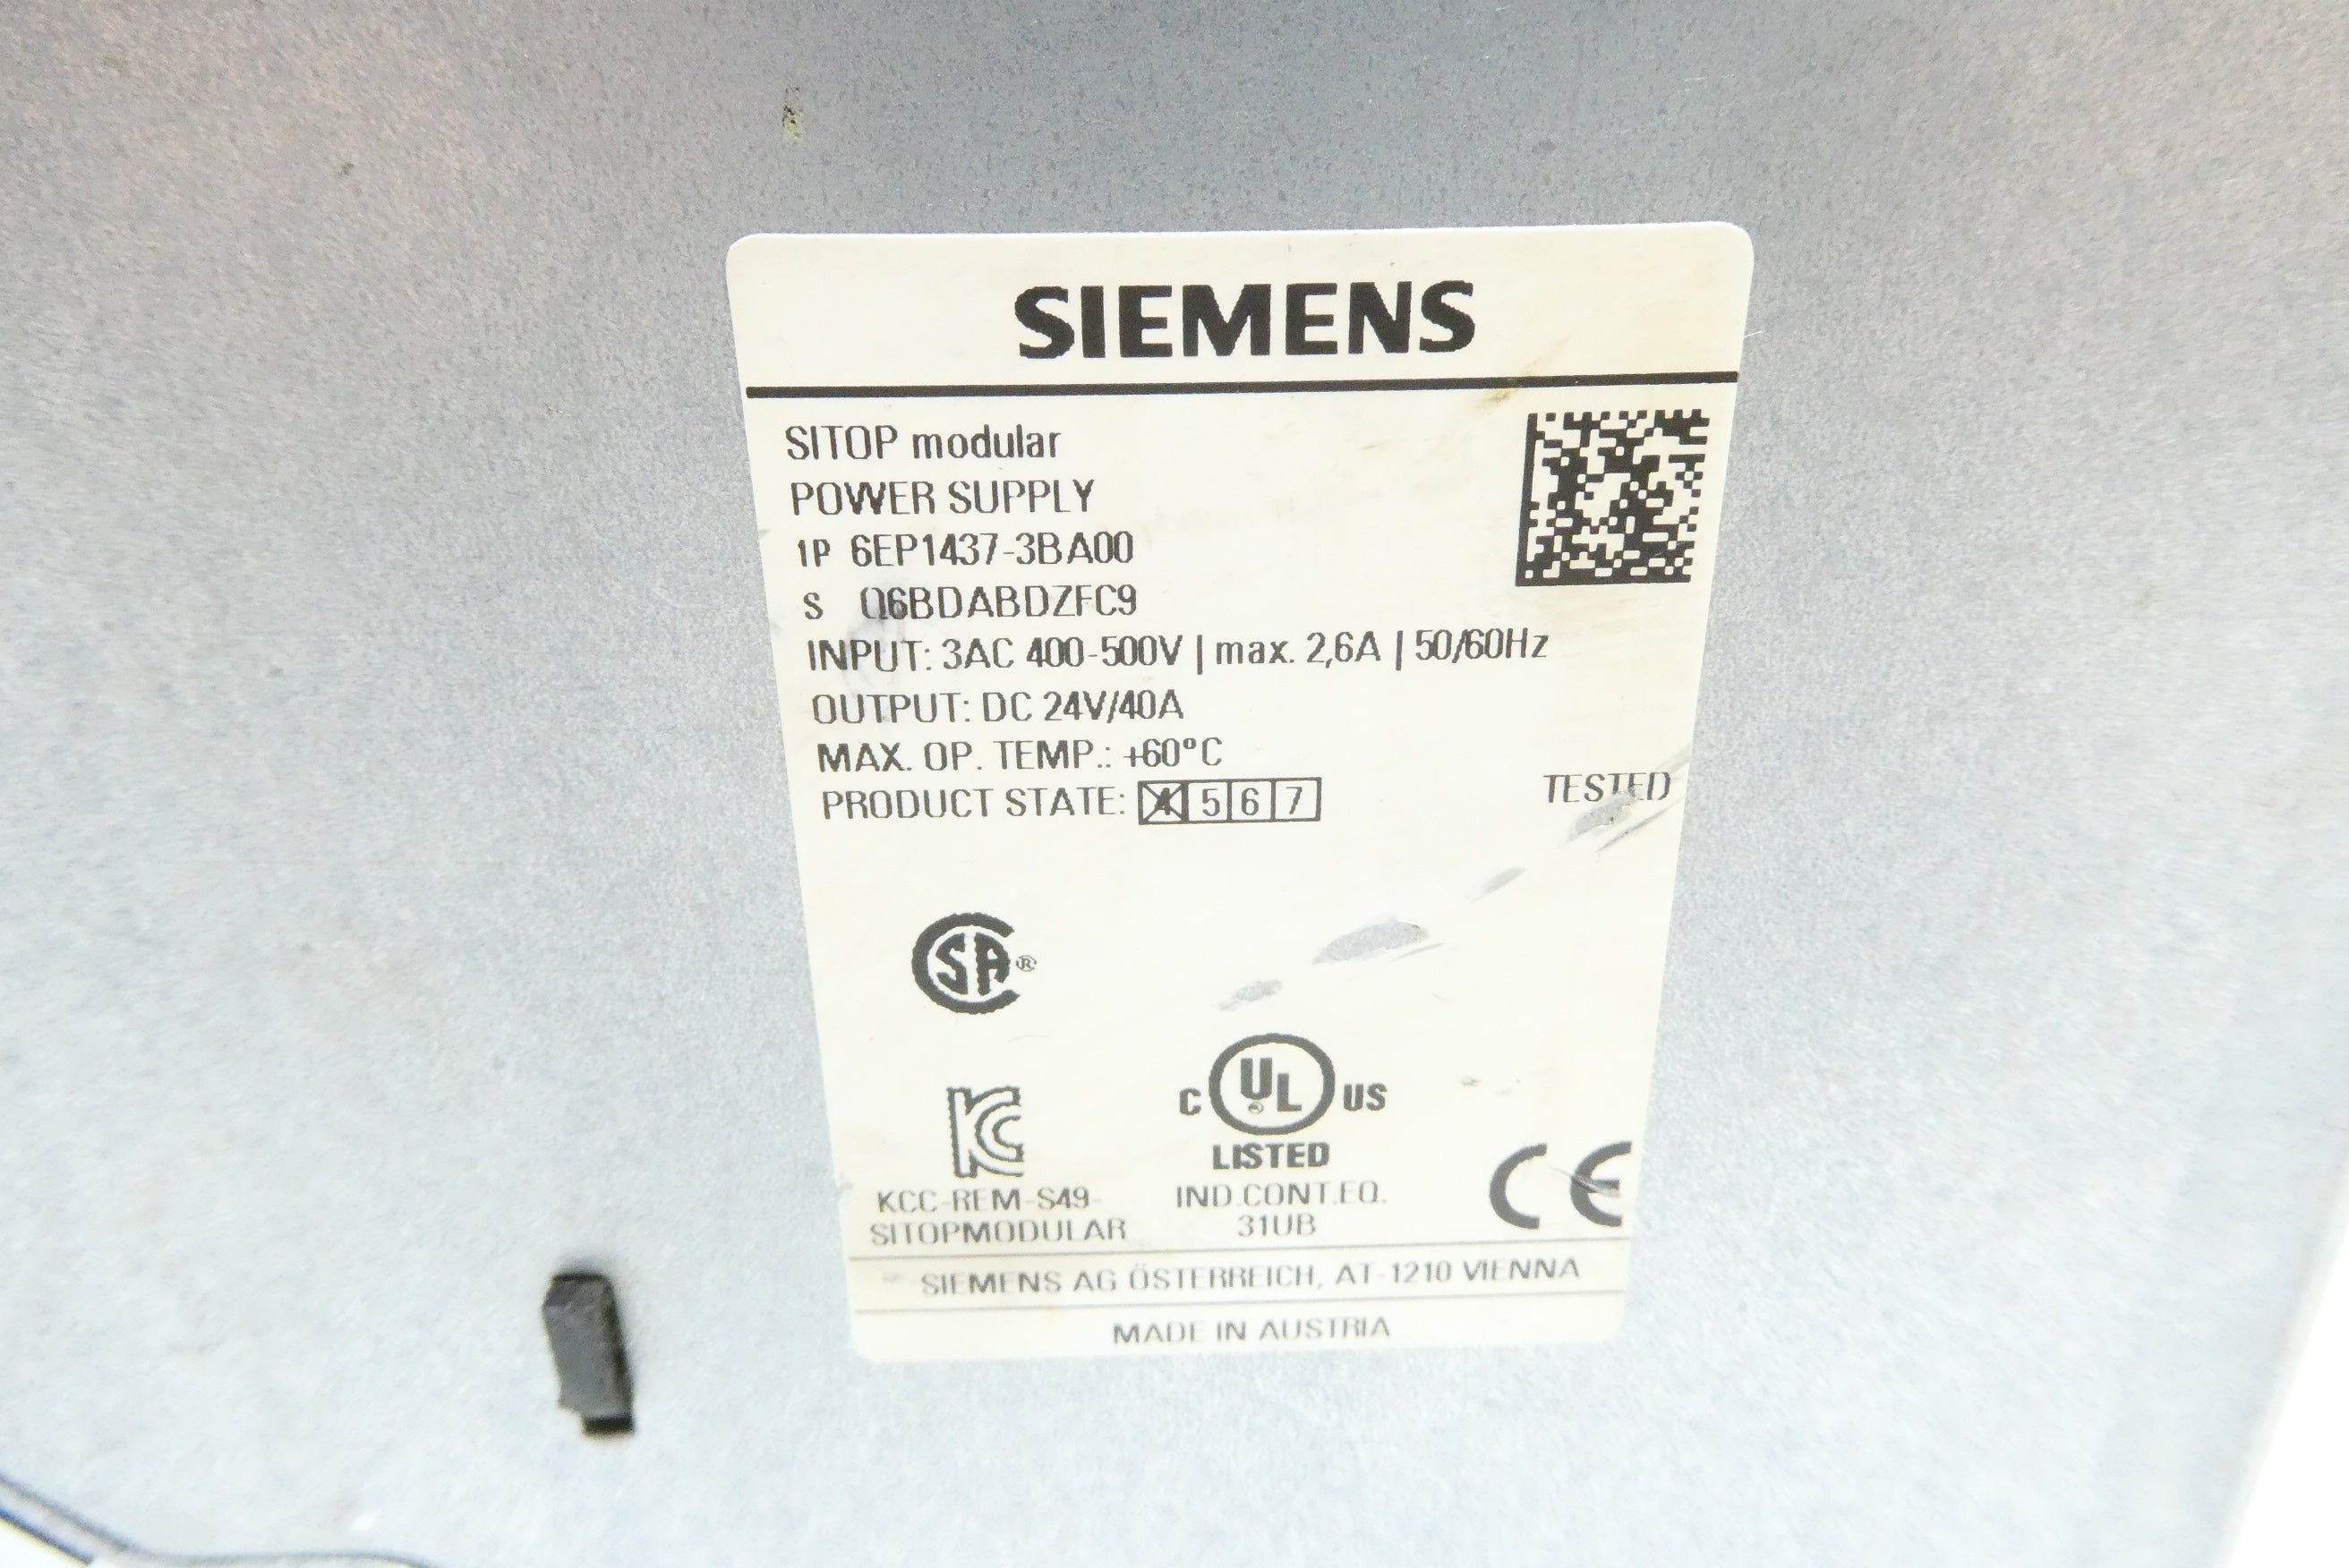 SIEMENS
SITOP modular
POWER SUPPLY
1P 6EP1437-3BA00
S Q6BDABDZFC9
INPUT: 3AC 400-500V | max. 2,6A | 50/60Hz
OUTPUT: DC 24V/40A
MAX. OP. TEMP.: +60°C
PRODUCT STATE: 4 5 6 7
TESTED
SA®
C UL US
LISTED
IND.CONT.EQ.
31UB
KC
KCC-REM-S49-
SITOPMODULAR
CE
SIEMENS AG ÖSTERREICH, AT-1210 VIENNA
MADE IN AUSTRIA